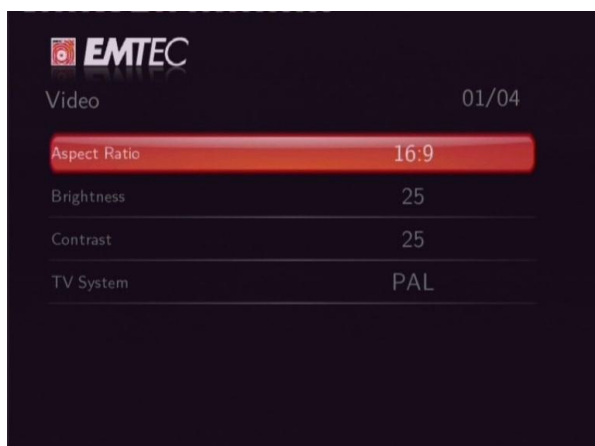 EMTEC
Video 01/04
Aspect Ratio 16:9
Brightness 25
Contrast 25
TV System PAL